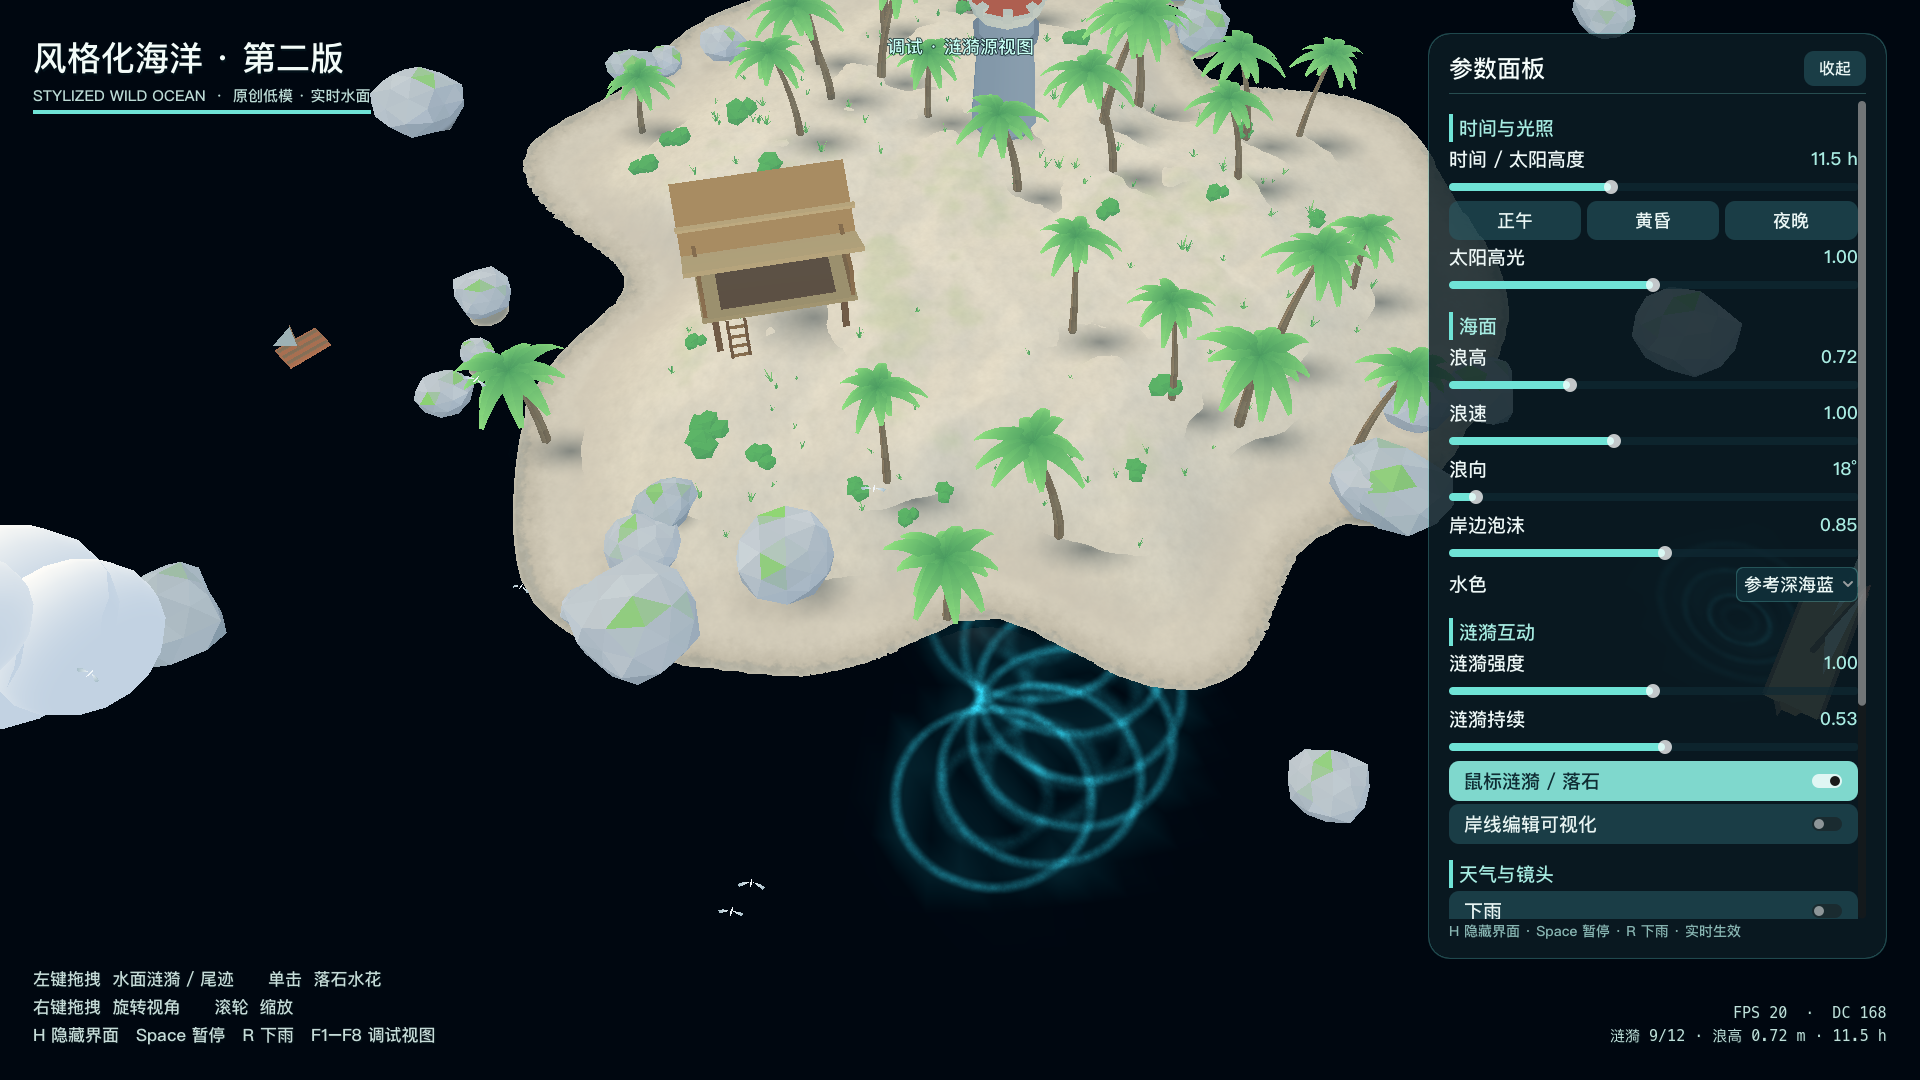 风格化海洋 · 第二版
STYLIZED WILD OCEAN · 原创低模 · 实时水面
调试 · 涟漪源视图
参数面板
收起
时间与光照
时间 / 太阳高度 11.5 h
正午 黄昏 夜晚
太阳高光 1.00
海面
浪高 0.72
浪速 1.00
浪向 18°
岸边泡沫 0.85
水色 参考深海蓝
涟漪互动
涟漪强度 1.00
涟漪持续 0.53
鼠标涟漪 / 落石
岸线编辑可视化
天气与镜头
下雨
H 隐藏界面 · Space 暂停 · R 下雨 · 实时生效
左键拖拽 水面涟漪 / 尾迹 单击 落石水花
右键拖拽 旋转视角 滚轮 缩放
H 隐藏界面 Space 暂停 R 下雨 F1—F8 调试视图
FPS 20 · DC 168
涟漪 9/12 · 浪高 0.72 m · 11.5 h